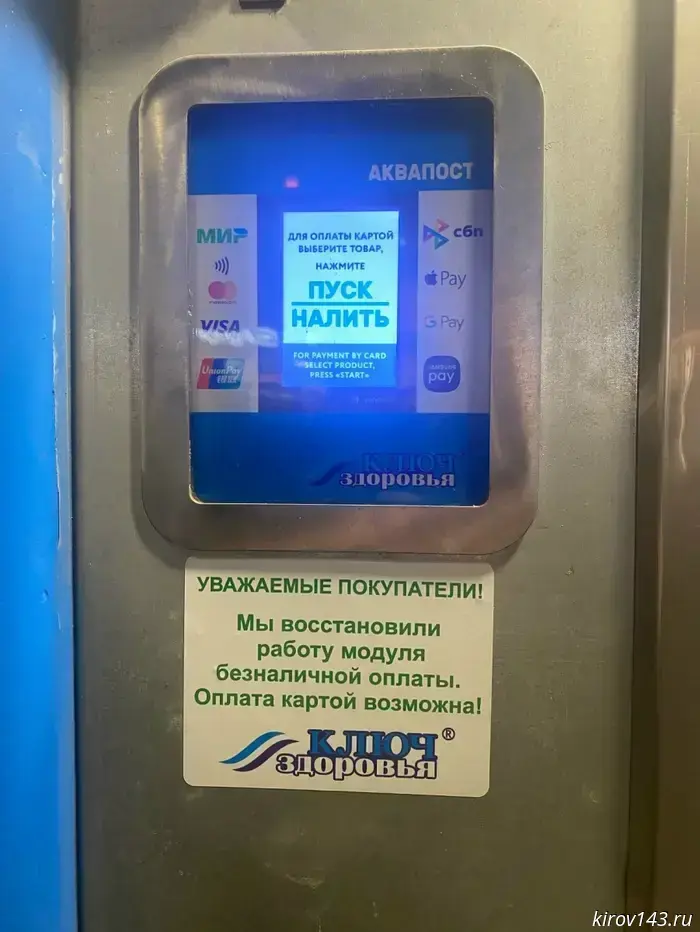 АКВАПОСТ
МИР
VISA
UnionPay
ДЛЯ ОПЛАТЫ КАРТОЙ
ВЫБЕРИТЕ ТОВАР,
НАЖМИТЕ
ПУСК
НАЛИТЬ
FOR PAYMENT BY CARD
SELECT PRODUCT,
PRESS «START»
сбп
Pay
G Pay
SAMSUNG
pay
КЛЮЧ
здоровья
УВАЖАЕМЫЕ ПОКУПАТЕЛИ!
Мы восстановили
работу модуля
безналичной оплаты.
Оплата картой возможна!
КЛЮЧ®
здоровья
kirov143.ru